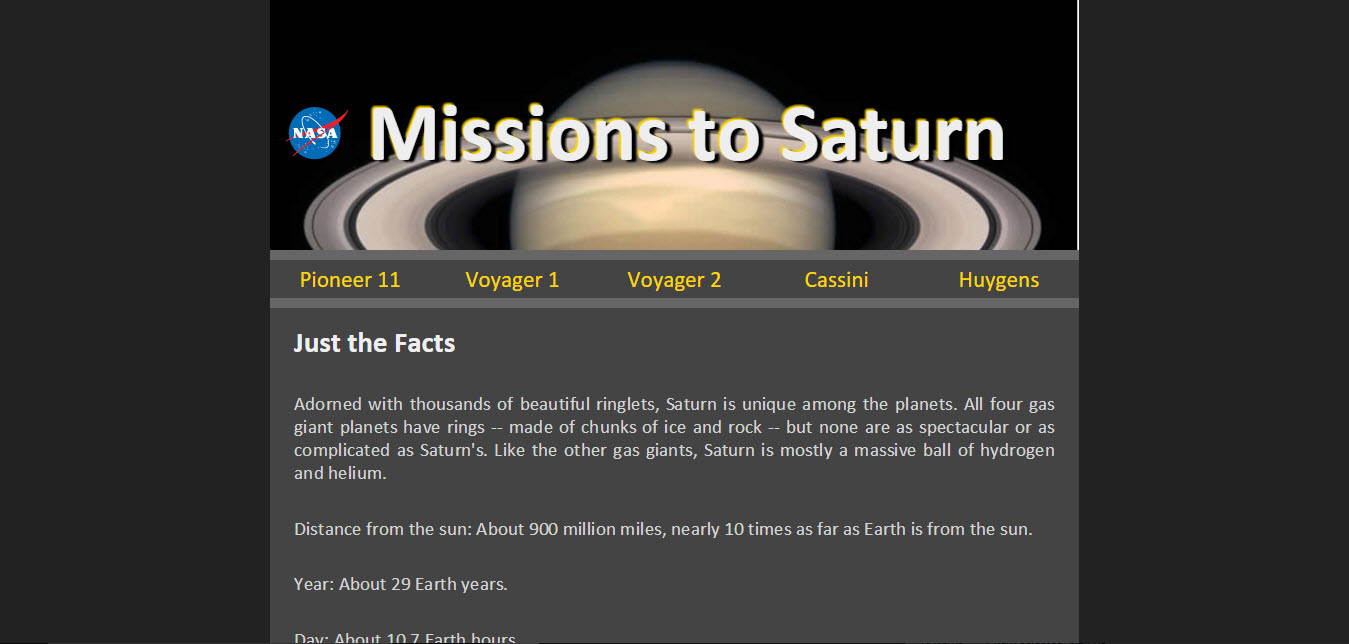 NASA
Missions to Saturn
Pioneer 11 Voyager 1 Voyager 2 Cassini Huygens
Just the Facts
Adorned with thousands of beautiful ringlets, Saturn is unique among the planets. All four gas
giant planets have rings -- made of chunks of ice and rock -- but none are as spectacular or as
complicated as Saturn's. Like the other gas giants, Saturn is mostly a massive ball of hydrogen
and helium.
Distance from the sun: About 900 million miles, nearly 10 times as far as Earth is from the sun.
Year: About 29 Earth years.
Day: About 10.7 Earth hours.